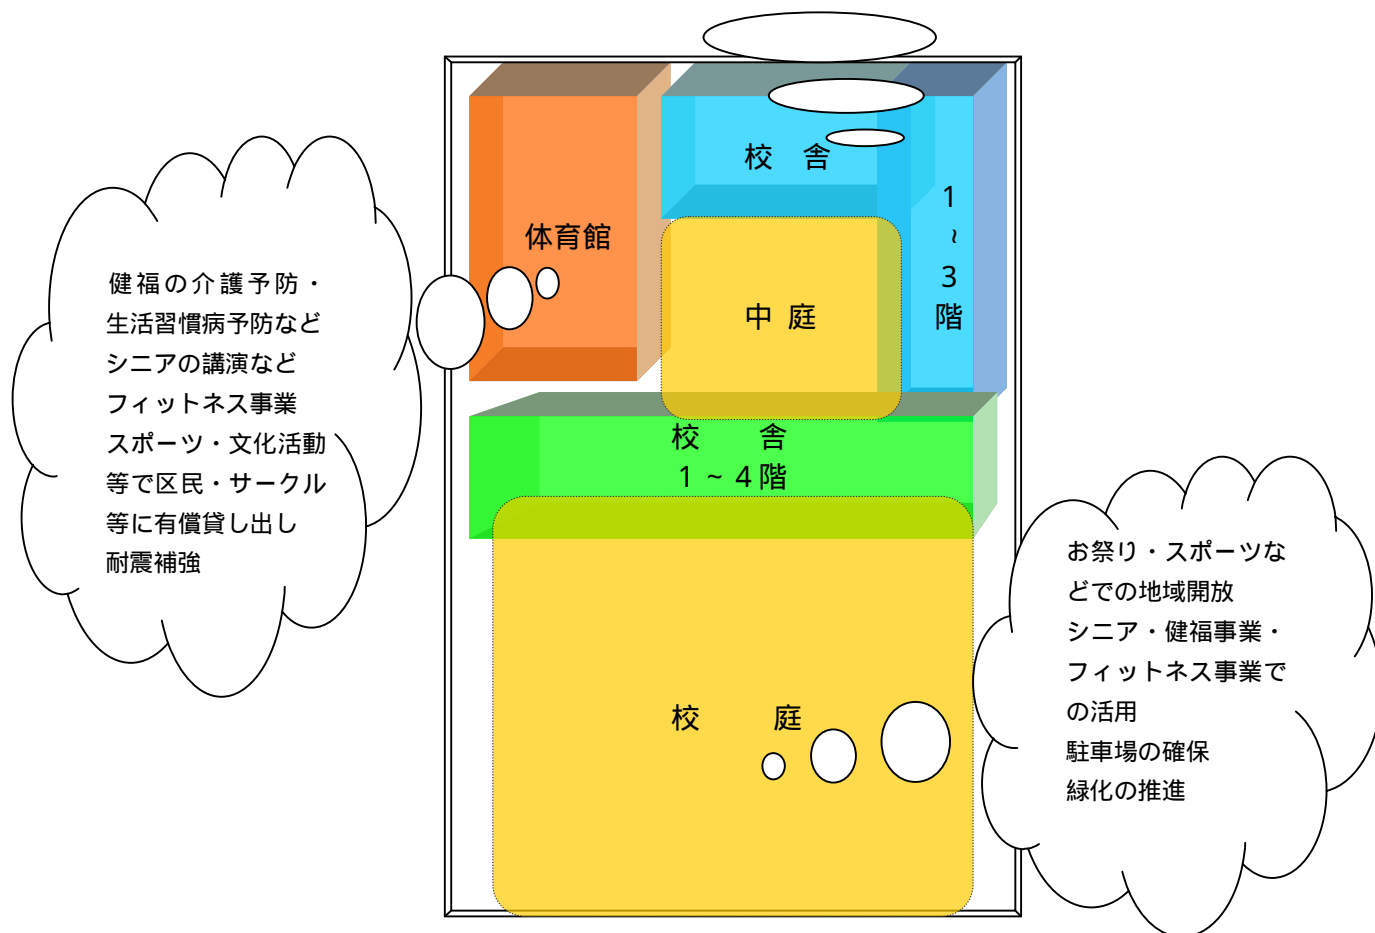 健福の介護予防・
生活習慣病予防など
シニアの講演など
フィットネス事業
スポーツ・文化活動
等で区民・サークル
等に有償貸し出し
耐震補強
体育館
校　舎
1
~
3
階
中 庭
校　　舎
1 ~ 4階
校　　庭
お祭り・スポーツな
どでの地域開放
シニア・健福事業・
フィットネス事業で
の活用
駐車場の確保
緑化の推進